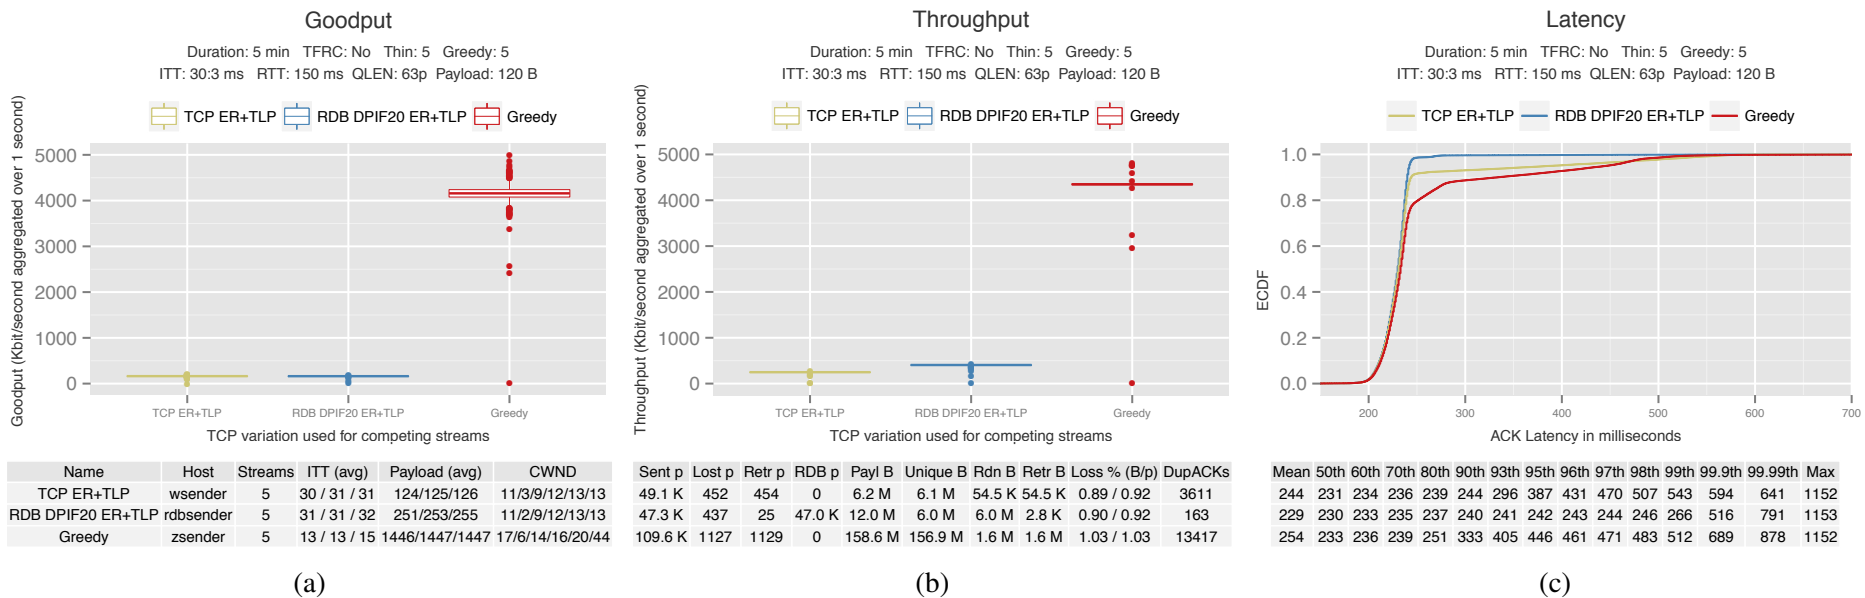 Goodput
Duration: 5 min TFRC: No Thin: 5 Greedy: 5
ITT: 30:3 ms RTT: 150 ms QLEN: 63p Payload: 120 B
TCP ER+TLP RDB DPIF20 ER+TLP Greedy
Goodput (Kbit/second aggregated over 1 second)
5000
4000
3000
2000
1000
0
TCP ER+TLP RDB DPIF20 ER+TLP Greedy
TCP variation used for competing streams
Name Host Streams ITT (avg) Payload (avg) CWND
TCP ER+TLP wsender 5 30 / 31 / 31 124/125/126 11/3/9/12/13/13
RDB DPIF20 ER+TLP rdbsender 5 31 / 31 / 32 251/253/255 11/2/9/12/13/13
Greedy zsender 5 13 / 13 / 15 1446/1447/1447 17/6/14/16/20/44
(a)
Throughput
Duration: 5 min TFRC: No Thin: 5 Greedy: 5
ITT: 30:3 ms RTT: 150 ms QLEN: 63p Payload: 120 B
TCP ER+TLP RDB DPIF20 ER+TLP Greedy
Throughput (Kbit/second aggregated over 1 second)
5000
4000
3000
2000
1000
0
TCP ER+TLP RDB DPIF20 ER+TLP Greedy
TCP variation used for competing streams
Sent p Lost p Retr p RDB p Payl B Unique B Rdn B Retr B Loss % (B/p) DupACKs
49.1 K 452 454 0 6.2 M 6.1 M 54.5 K 54.5 K 0.89 / 0.92 3611
47.3 K 437 25 47.0 K 12.0 M 6.0 M 6.0 M 2.8 K 0.90 / 0.92 163
109.6 K 1127 1129 0 158.6 M 156.9 M 1.6 M 1.6 M 1.03 / 1.03 13417
(b)
Latency
Duration: 5 min TFRC: No Thin: 5 Greedy: 5
ITT: 30:3 ms RTT: 150 ms QLEN: 63p Payload: 120 B
TCP ER+TLP RDB DPIF20 ER+TLP Greedy
ECDF
1.0
0.8
0.6
0.4
0.2
0.0
200 300 400 500 600 700
ACK Latency in milliseconds
Mean 50th 60th 70th 80th 90th 93th 95th 96th 97th 98th 99th 99.9th 99.99th Max
244 231 234 236 239 244 296 387 431 470 507 543 594 641 1152
229 230 233 235 237 240 241 242 243 244 246 266 516 791 1153
254 233 236 239 251 333 405 446 461 471 483 512 689 878 1152
(c)